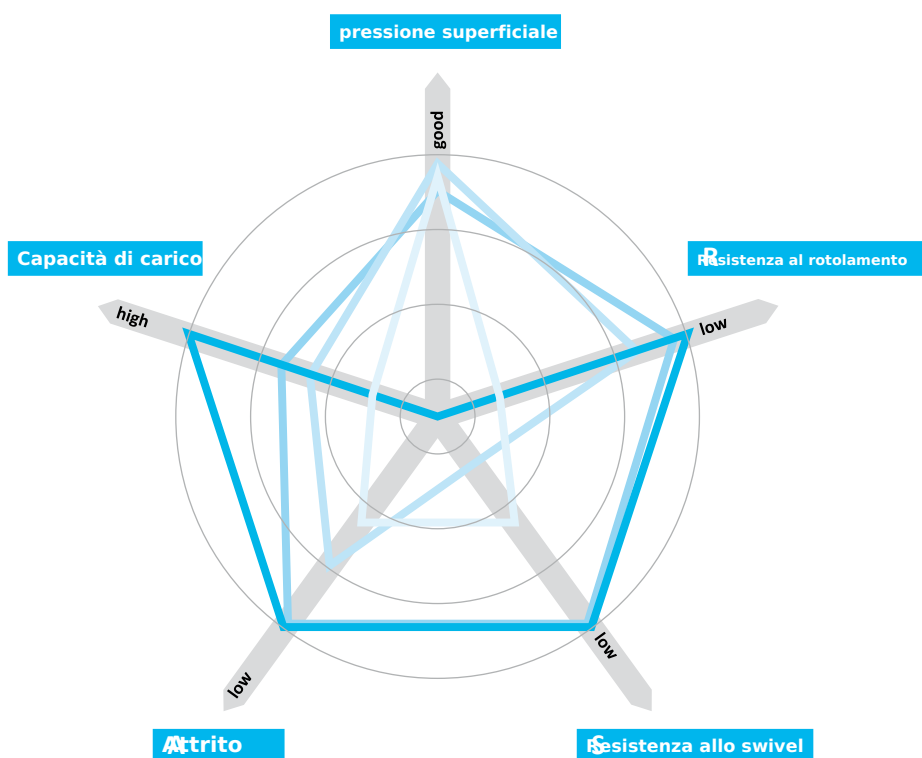 pressione superficiale
good
Capacità di carico
Resistenza al rotolamento
high
low
low
low
Attrito
Resistenza allo swivel